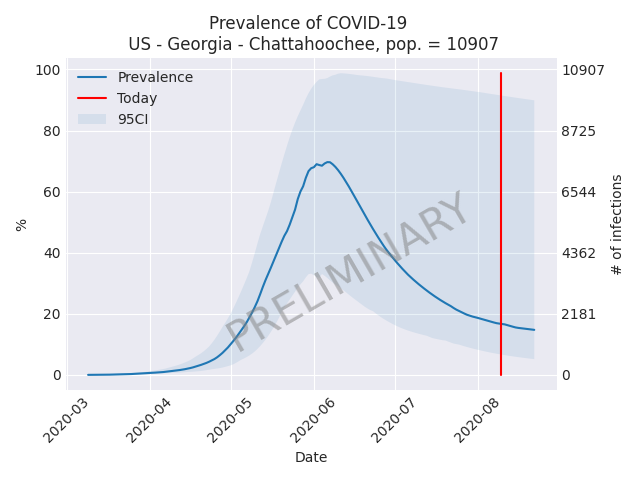 Prevalence of COVID-19
US - Georgia - Chattahoochee, pop. = 10907
Prevalence
Today
95CI
100
80
60
40
20
0
%
10907
8725
6544
4362
2181
0
# of infections
PRELIMINARY
2020-03
2020-04
2020-05
2020-06
2020-07
2020-08
Date